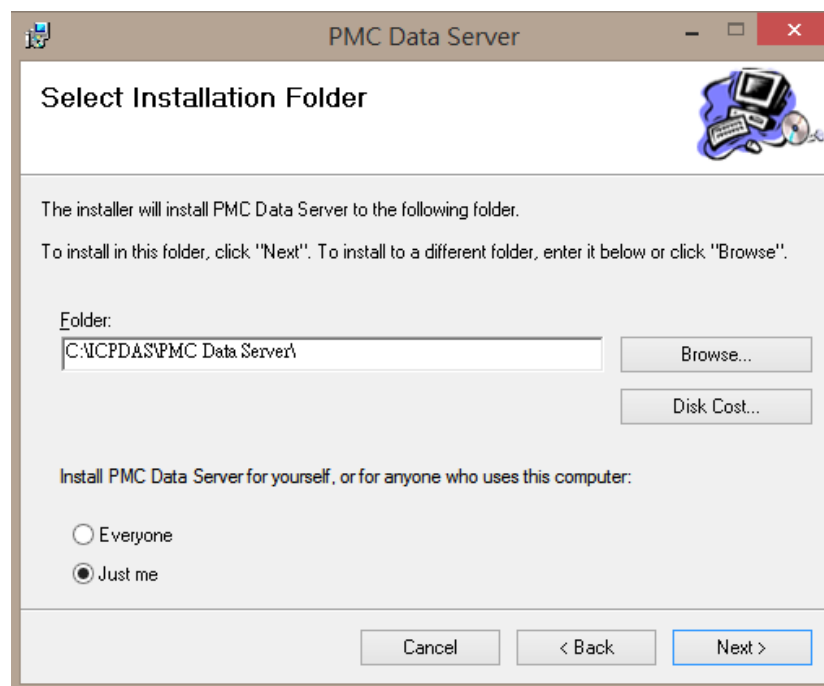 PMC Data Server
Select Installation Folder
The installer will install PMC Data Server to the following folder.
To install in this folder, click "Next". To install to a different folder, enter it below or click "Browse".
Folder:
C:\ICPDAS\PMC Data Server\
Browse...
Disk Cost...
Install PMC Data Server for yourself, or for anyone who uses this computer:
Everyone
Just me
Cancel
< Back
Next >